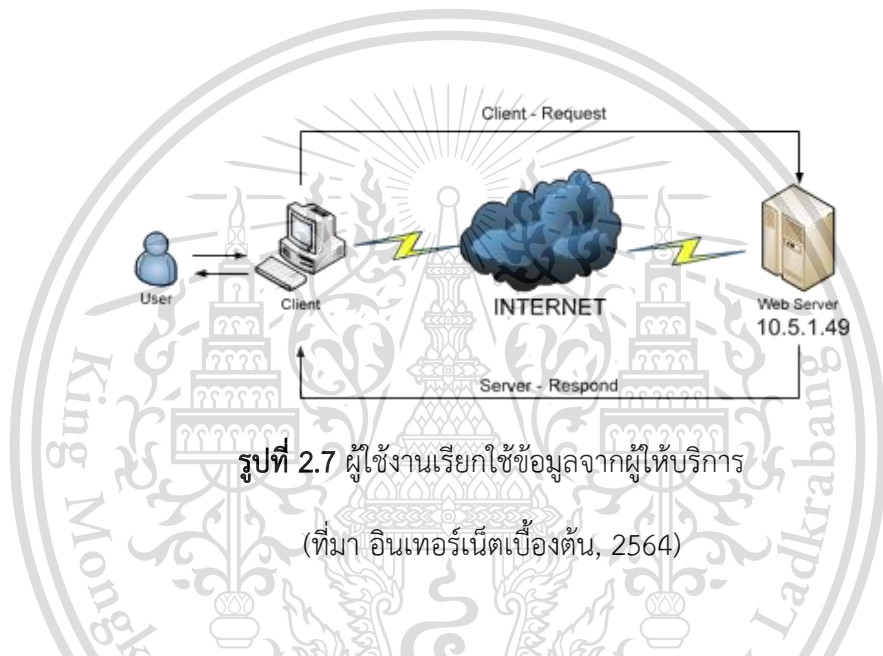 Client - Request
User
Client
INTERNET
Web Server
10.5.1.49
Server - Respond
รูปที่ 2.7 ผู้ใช้งานเรียกใช้ข้อมูลจากผู้ให้บริการ
(ที่มา อินเทอร์เน็ตเบื้องต้น, 2564)
King Mongk
Ladkrabang